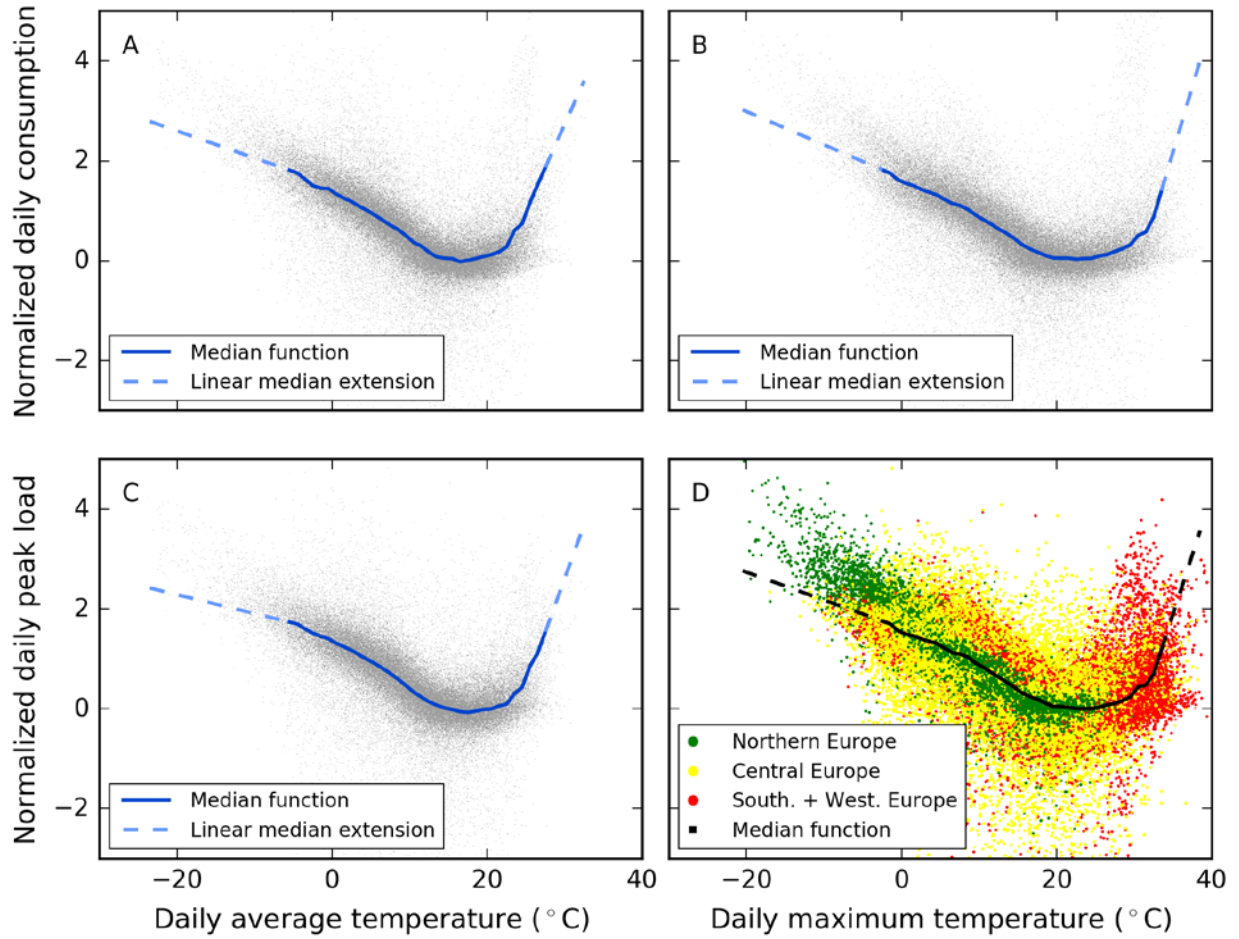 A
B
Normalized daily consumption
4
2
0
−2
Median function
Linear median extension
Median function
Linear median extension
C
D
Normalized daily peak load
4
2
0
−2
Median function
Linear median extension
Northern Europe
Central Europe
South. + West. Europe
Median function
−20 0 20 40
−20 0 20 40
Daily average temperature (°C)
Daily maximum temperature (°C)